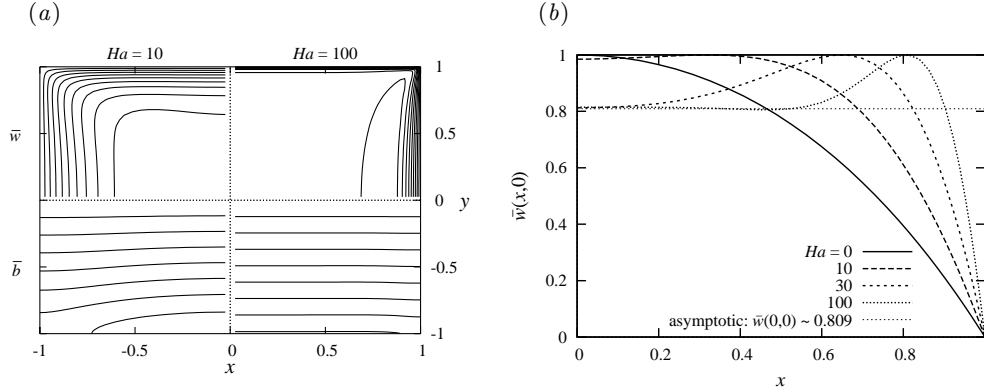 (a)
(b)
Ha = 10
Ha = 100
w̄
b̄
1
0.5
0
y
-0.5
-1
-1
-0.5
0
0.5
1
x
w̄(x,0)
1
0.8
0.6
0.4
0.2
0
Ha = 0
10
30
100
asymptotic: w̄(0,0) ~ 0.809
0
0.2
0.4
0.6
0.8
x